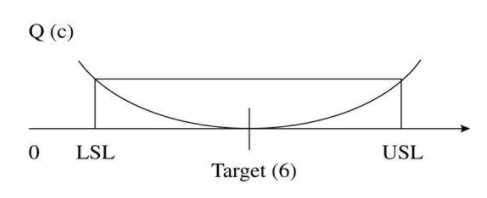 Q (c)
0 LSL USL
Target (6)